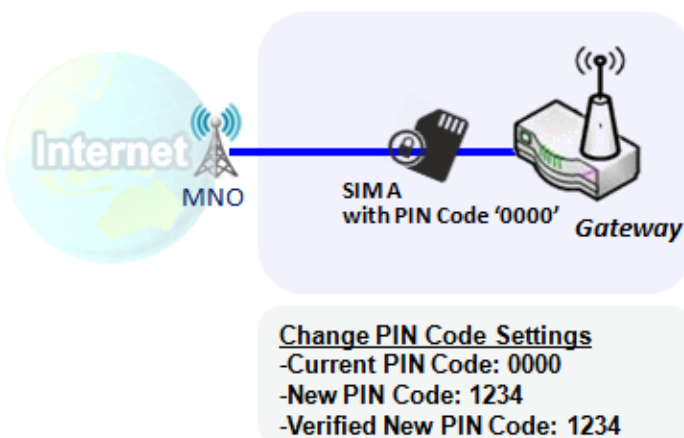 Internet
MNO
SIM A
with PIN Code ‘0000’
Gateway
Change PIN Code Settings
-Current PIN Code: 0000
-New PIN Code: 1234
-Verified New PIN Code: 1234